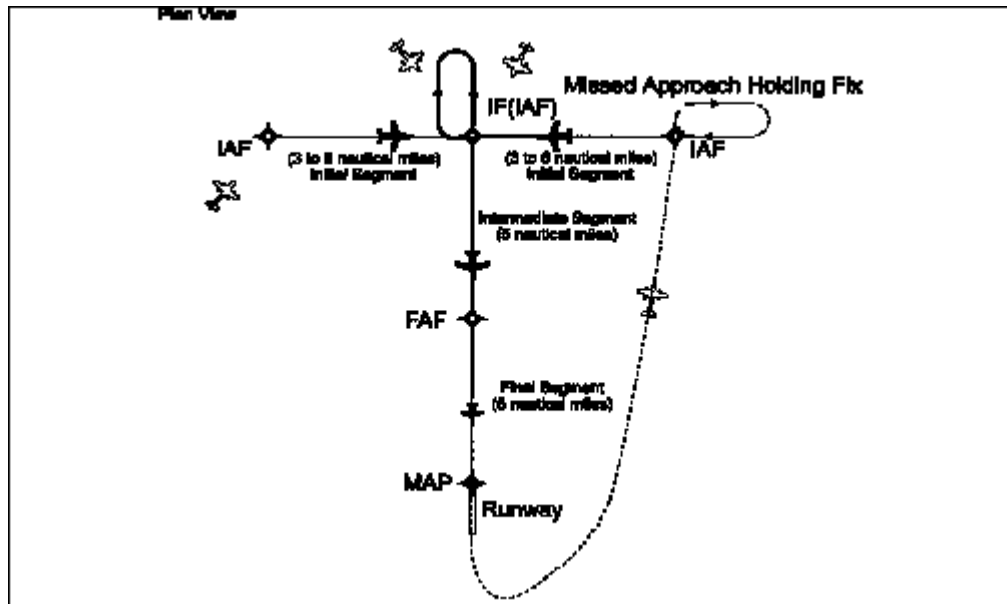 Plan View
Missed Approach Holding Fix
IF(IAF)
IAF
IAF
(3 to 6 nautical miles)
Initial Segment
(3 to 6 nautical miles)
Initial Segment
Intermediate Segment
(5 nautical miles)
FAF
Final Segment
(5 nautical miles)
MAP
Runway